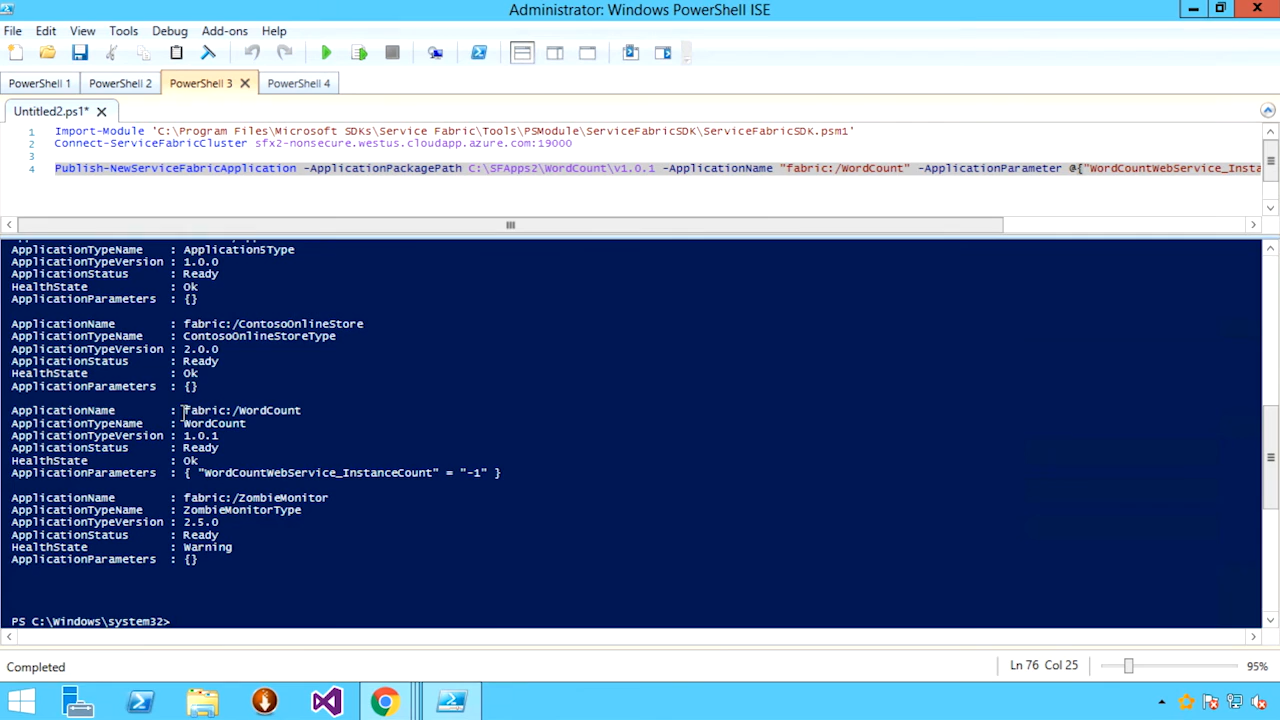 Administrator: Windows PowerShell ISE
File Edit View Tools Debug Add-ons Help
PowerShell 1 PowerShell 2 PowerShell 3 PowerShell 4
Untitled2.ps1*
1 Import-Module 'C:\Program Files\Microsoft SDKs\Service Fabric\Tools\PSModule\ServiceFabricSDK\ServiceFabricSDK.psm1'
2 Connect-ServiceFabricCluster sfx2-nonsecure.westus.cloudapp.azure.com:19000
3
4 Publish-NewServiceFabricApplication -ApplicationPackagePath C:\SFApps2\WordCount\v1.0.1 -ApplicationName "fabric:/WordCount" -ApplicationParameter @{"WordCountWebService_Insta
ApplicationTypeName : Application5Type
ApplicationTypeVersion : 1.0.0
ApplicationStatus : Ready
HealthState : Ok
ApplicationParameters : {}
ApplicationName : fabric:/ContosoOnlineStore
ApplicationTypeName : ContosoOnlineStoreType
ApplicationTypeVersion : 2.0.0
ApplicationStatus : Ready
HealthState : Ok
ApplicationParameters : {}
ApplicationName : fabric:/WordCount
ApplicationTypeName : WordCount
ApplicationTypeVersion : 1.0.1
ApplicationStatus : Ready
HealthState : Ok
ApplicationParameters : { "WordCountWebService_InstanceCount" = "-1" }
ApplicationName : fabric:/ZombieMonitor
ApplicationTypeName : ZombieMonitorType
ApplicationTypeVersion : 2.5.0
ApplicationStatus : Ready
HealthState : Warning
ApplicationParameters : {}
PS C:\Windows\system32>
Completed Ln 76 Col 25 95%